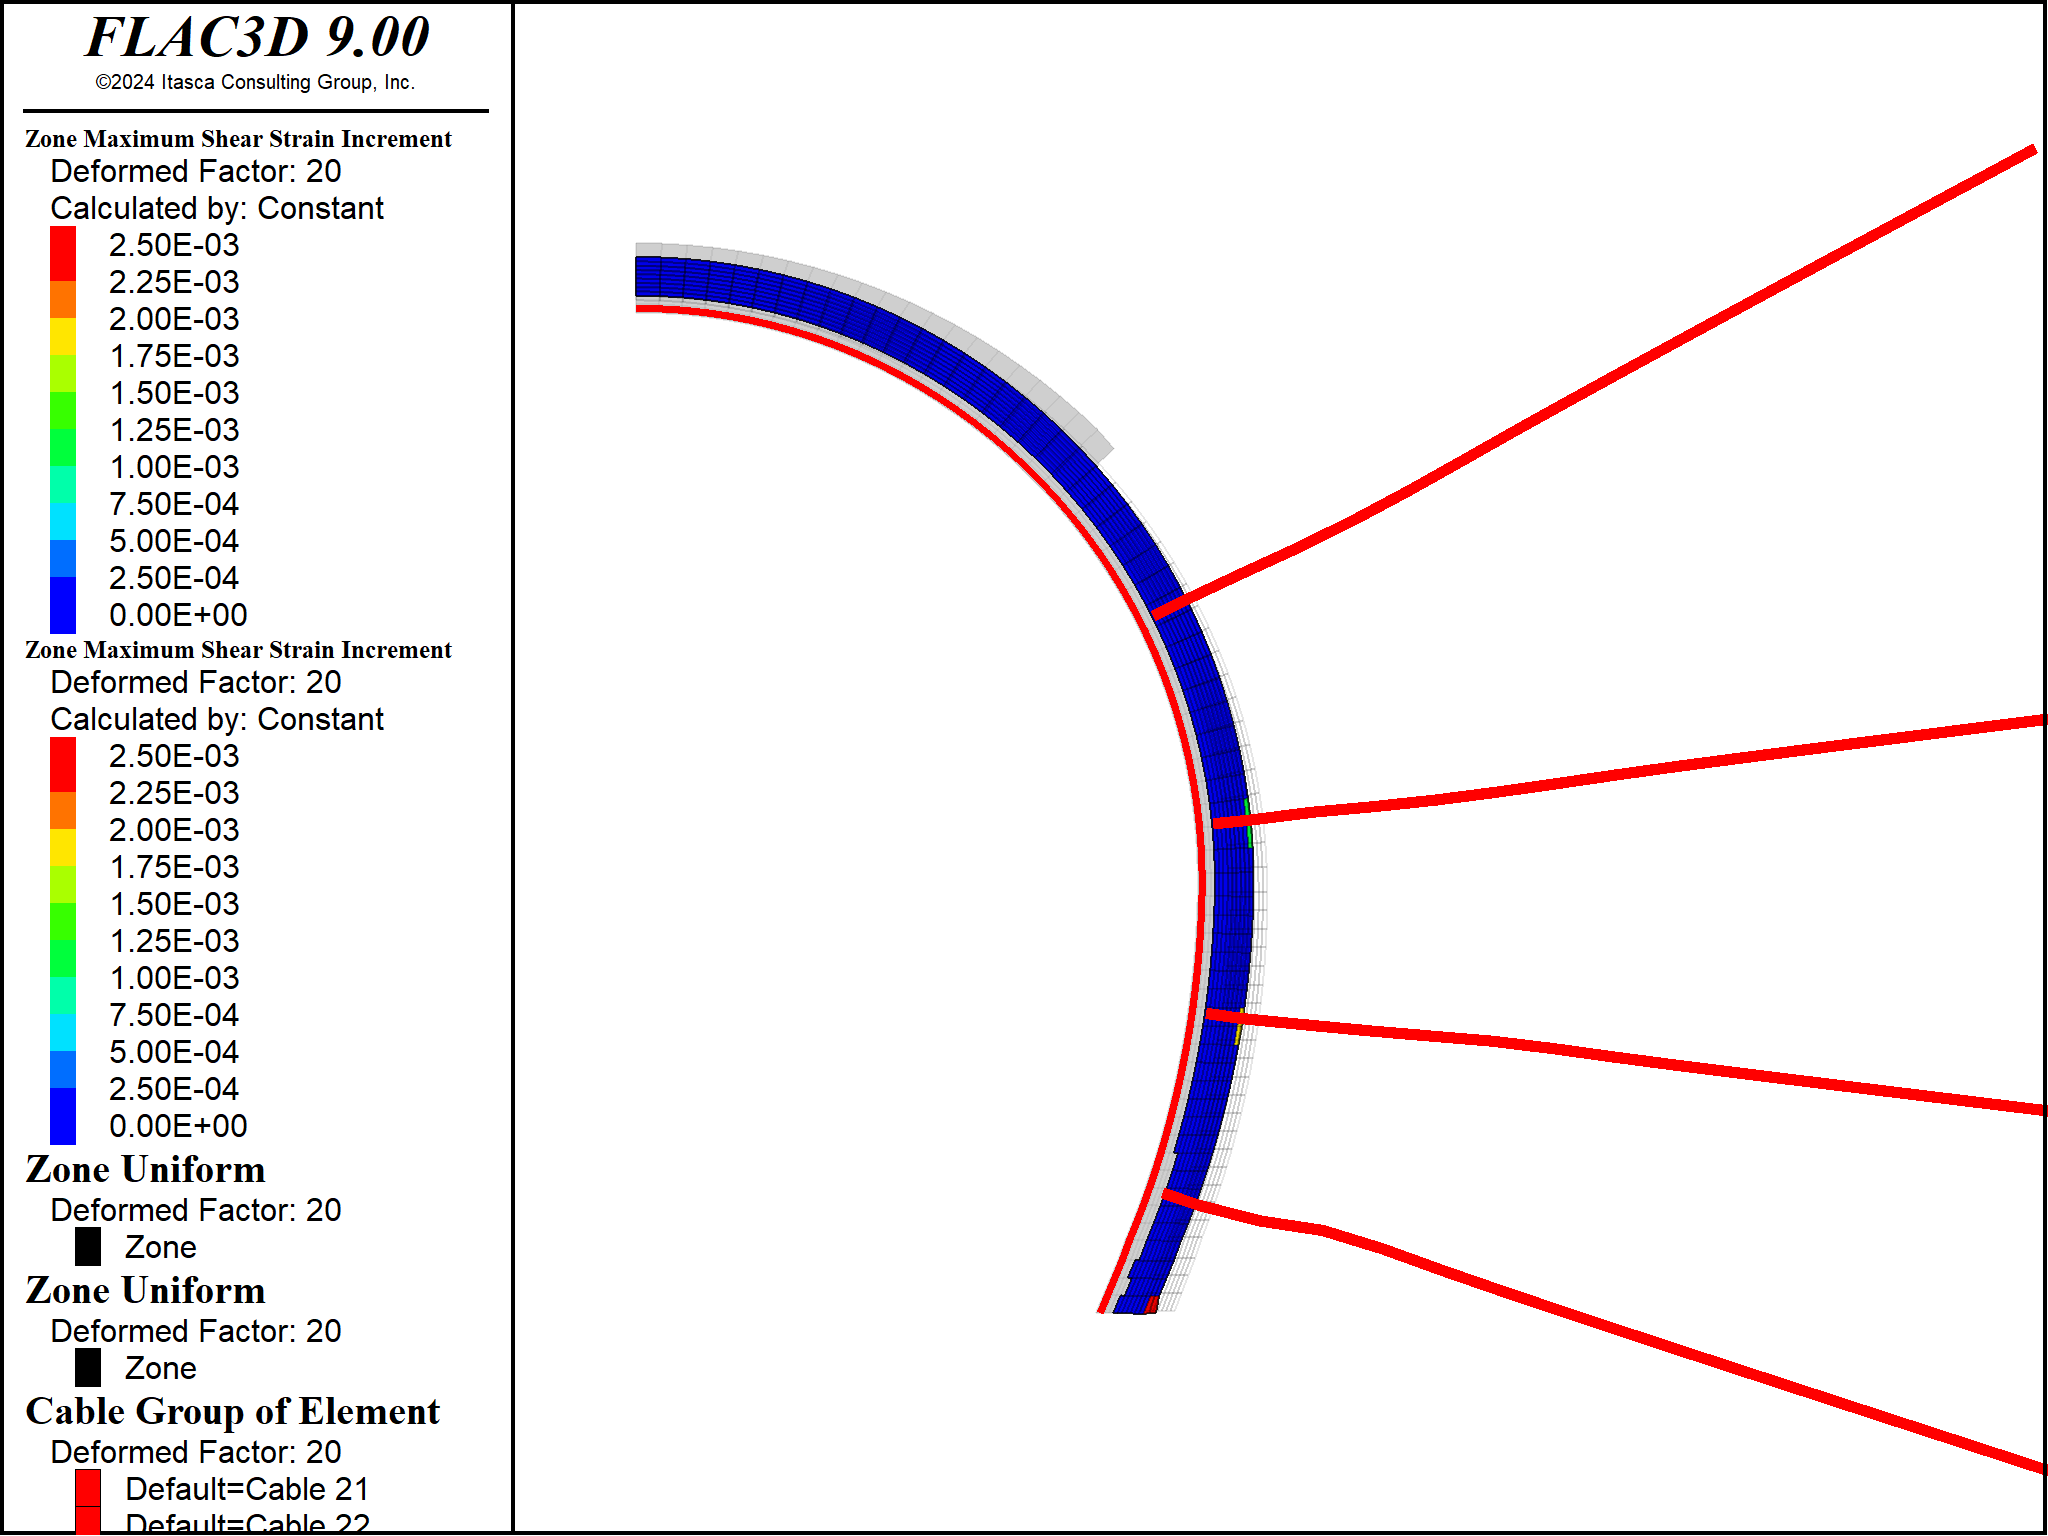 FLAC3D 9.00
©2024 Itasca Consulting Group, Inc.
Zone Maximum Shear Strain Increment
Deformed Factor: 20
Calculated by: Constant
2.50E-03
2.25E-03
2.00E-03
1.75E-03
1.50E-03
1.25E-03
1.00E-03
7.50E-04
5.00E-04
2.50E-04
0.00E+00
Zone Maximum Shear Strain Increment
Deformed Factor: 20
Calculated by: Constant
2.50E-03
2.25E-03
2.00E-03
1.75E-03
1.50E-03
1.25E-03
1.00E-03
7.50E-04
5.00E-04
2.50E-04
0.00E+00
Zone Uniform
Deformed Factor: 20
Zone
Zone Uniform
Deformed Factor: 20
Zone
Cable Group of Element
Deformed Factor: 20
Default=Cable 21
Default=Cable 22